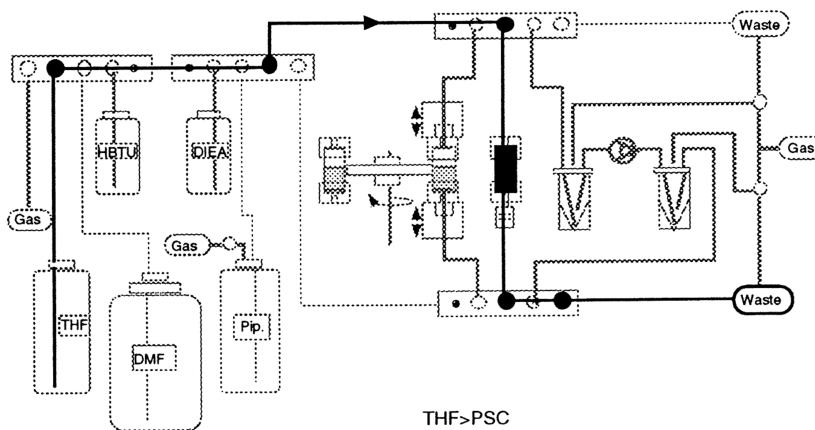 Waste
HBTU
DIEA
Gas
Gas
Gas
THF
DMF
Pip.
Waste
THF>PSC